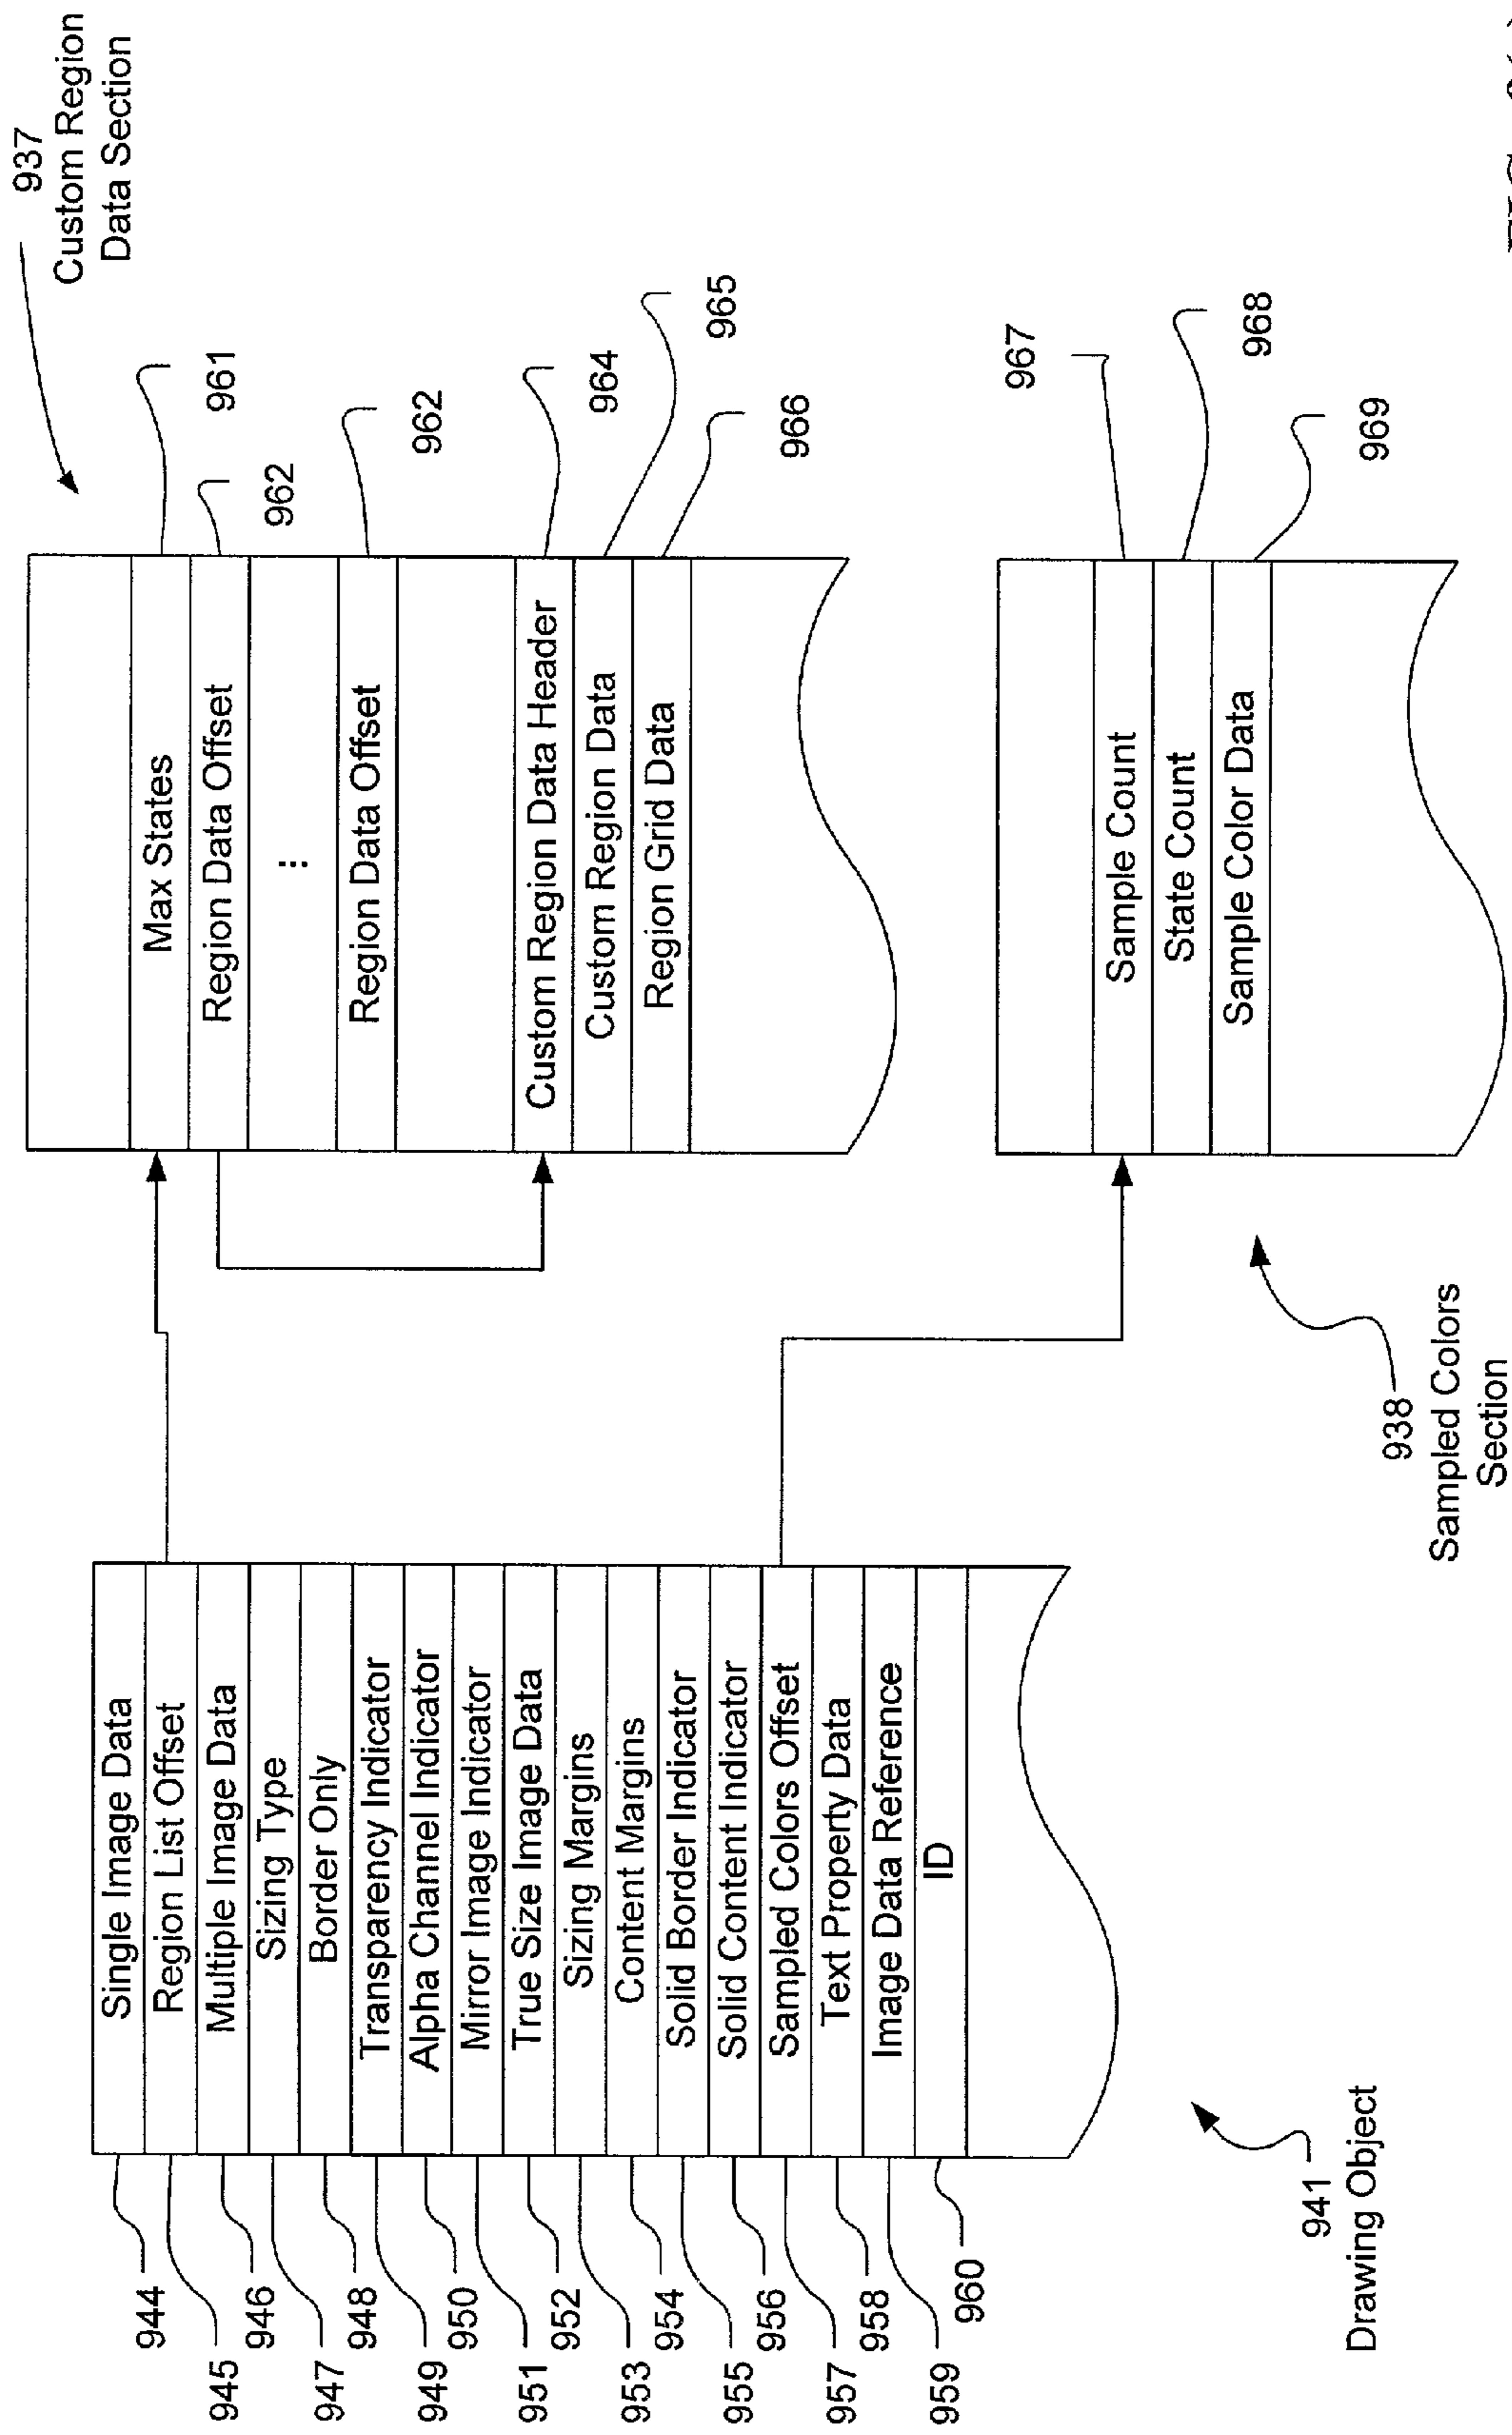 937
Custom Region
Data Section
Max States
961
Region Data Offset
962
...
Region Data Offset
962
Custom Region Data Header
964
Custom Region Data
965
Region Grid Data
966
Sample Count
967
State Count
968
Sample Color Data
969
938
Sampled Colors
Section
944
Single Image Data
945
Region List Offset
946
Multiple Image Data
947
Sizing Type
948
Border Only
949
Transparency Indicator
950
Alpha Channel Indicator
951
Mirror Image Indicator
952
True Size Image Data
953
Sizing Margins
954
Content Margins
955
Solid Border Indicator
956
Solid Content Indicator
957
Sampled Colors Offset
958
Text Property Data
959
Image Data Reference
960
ID
941
Drawing Object